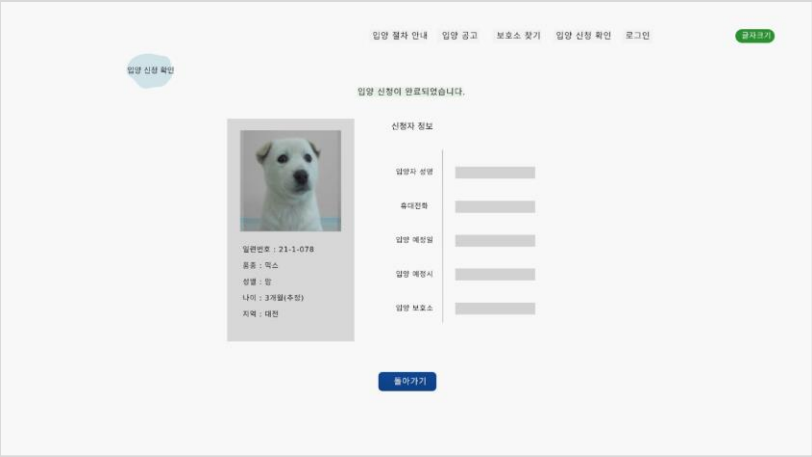 입양 절차 안내 입양 공고 보호소 찾기 입양 신청 확인 로그인 글자크기
입양 신청 확인
입양 신청이 완료되었습니다.
신청자 정보
일련번호 : 21-1-078
품종 : 믹스
성별 : 암
나이 : 3개월(추정)
지역 : 대전
입양자 성명
휴대전화
입양 예정일
입양 예정시
입양 보호소
돌아가기